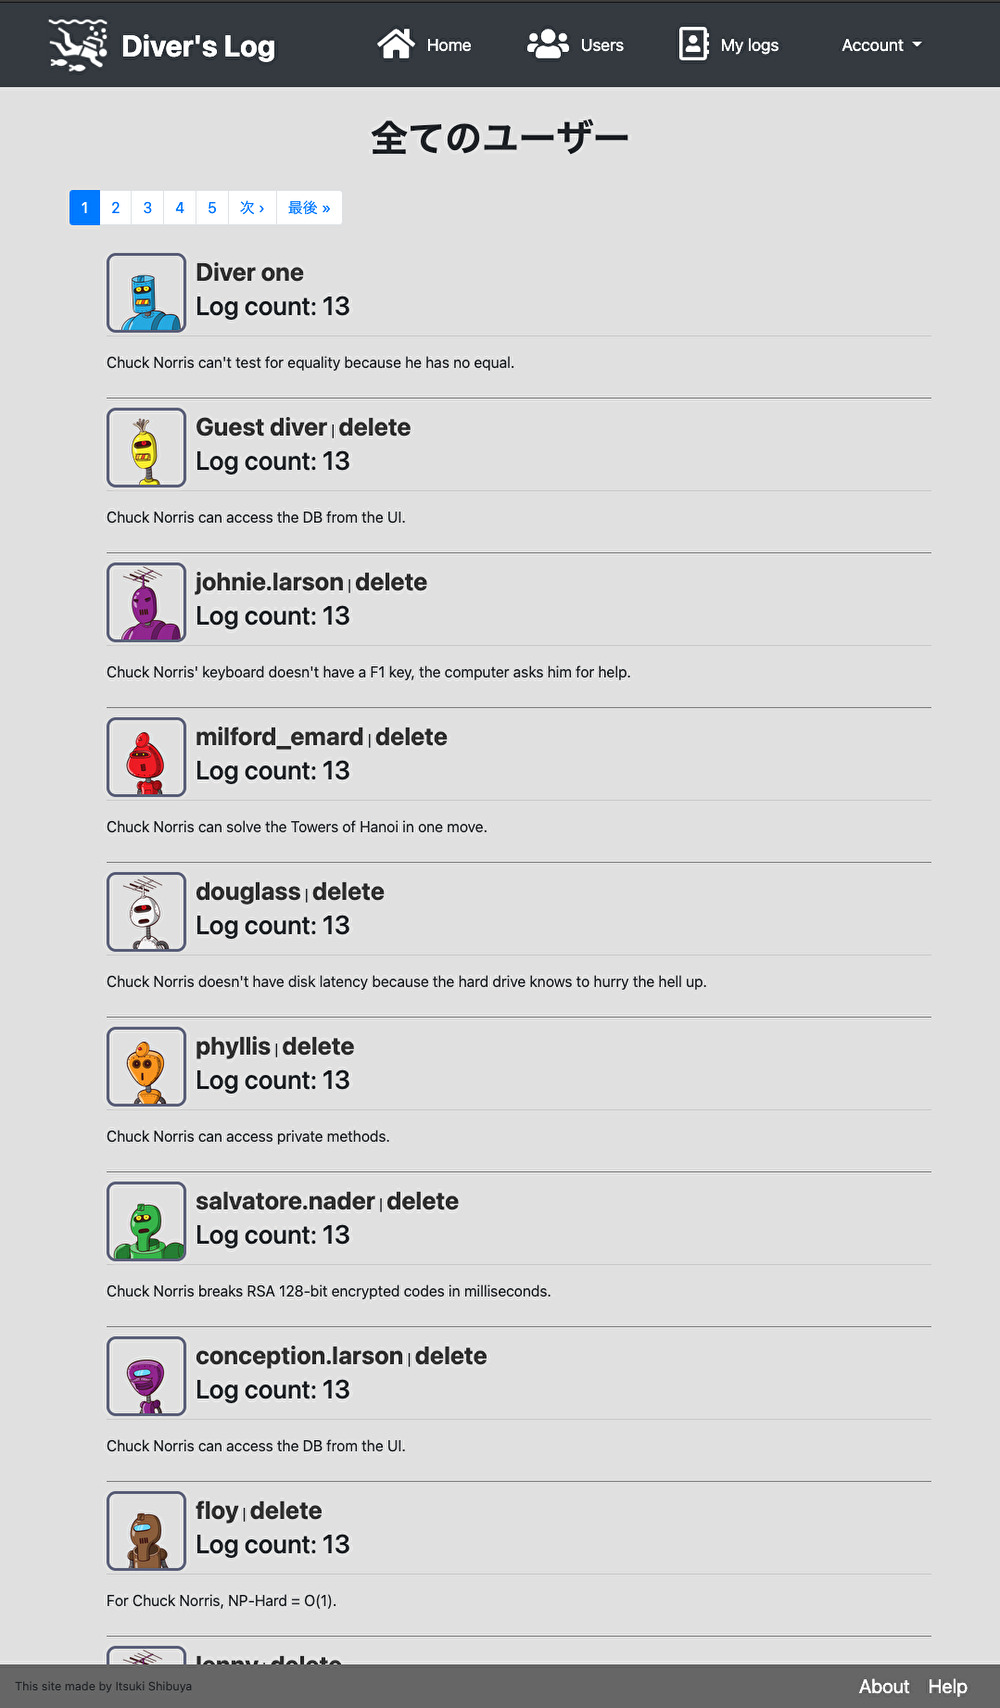 Diver's Log
Home
Users
My logs
Account
全てのユーザー
1 2 3 4 5 次 › 最後 »
Diver one
Log count: 13
Chuck Norris can't test for equality because he has no equal.
Guest diver | delete
Log count: 13
Chuck Norris can access the DB from the UI.
johnie.larson | delete
Log count: 13
Chuck Norris' keyboard doesn't have a F1 key, the computer asks him for help.
milford_emard | delete
Log count: 13
Chuck Norris can solve the Towers of Hanoi in one move.
douglass | delete
Log count: 13
Chuck Norris doesn't have disk latency because the hard drive knows to hurry the hell up.
phyllis | delete
Log count: 13
Chuck Norris can access private methods.
salvatore.nader | delete
Log count: 13
Chuck Norris breaks RSA 128-bit encrypted codes in milliseconds.
conception.larson | delete
Log count: 13
Chuck Norris can access the DB from the UI.
floy | delete
Log count: 13
For Chuck Norris, NP-Hard = O(1).
delete
This site made by Itsuki Shibuya
About
Help